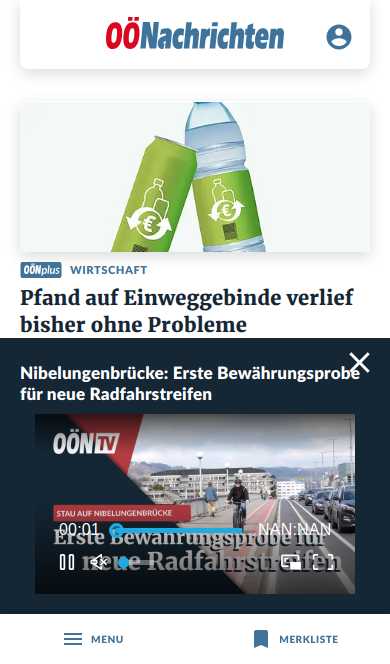 OÖNachrichten
€
€
OÖNplus WIRTSCHAFT
Pfand auf Einweggebinde verlief
bisher ohne Probleme
Nibelungenbrücke: Erste Bewährungsprobe
für neue Radfahrstreifen
OÖN TV
STAU AUF NIBELUNGENBRÜCKE
00:01
NAN:NAN
Erste Bewährungsprobe für
neue Radfahrstreifen
MENU
MERKLISTE